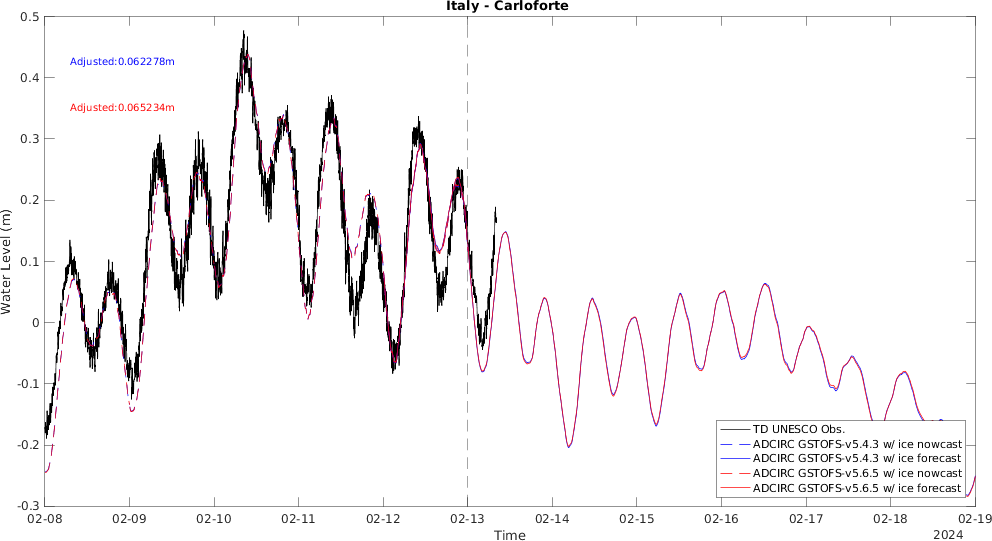 Italy - Carloforte
Adjusted:0.062278m
Adjusted:0.065234m
Water Level (m)
0.5
0.4
0.3
0.2
0.1
0
-0.1
-0.2
-0.3
TD UNESCO Obs.
ADCIRC GSTOFS-v5.4.3 w/ ice nowcast
ADCIRC GSTOFS-v5.4.3 w/ ice forecast
ADCIRC GSTOFS-v5.6.5 w/ ice nowcast
ADCIRC GSTOFS-v5.6.5 w/ ice forecast
02-08 02-09 02-10 02-11 02-12 02-13 02-14 02-15 02-16 02-17 02-18 02-19
Time
2024